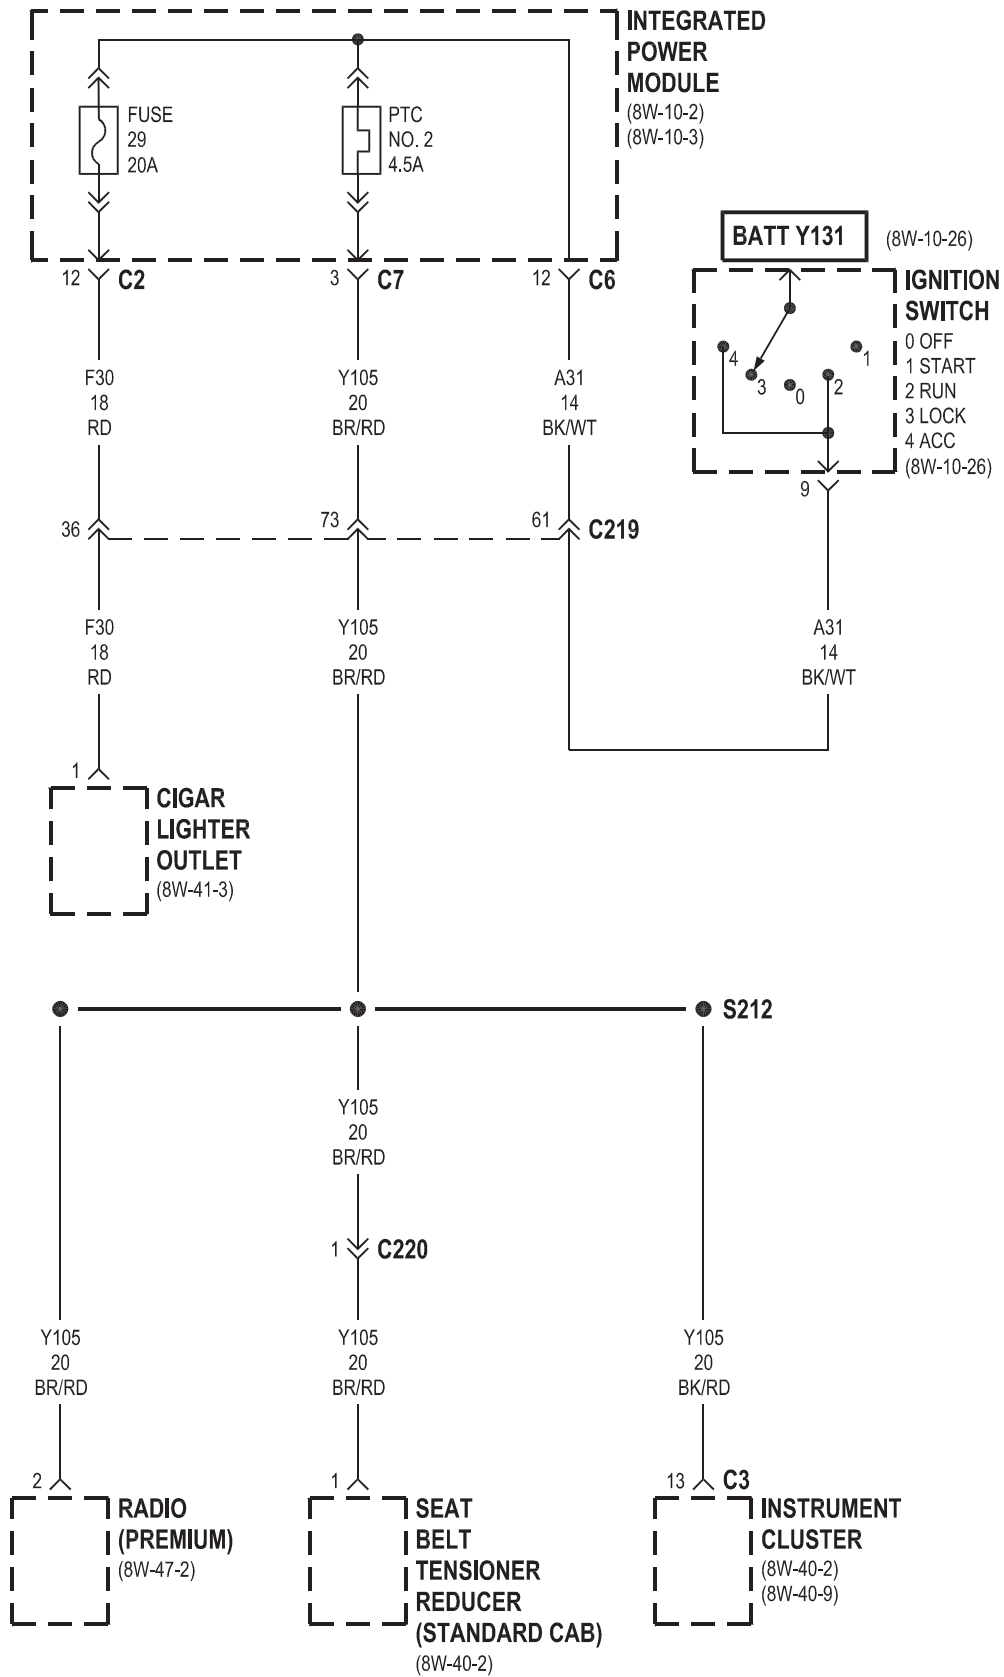 INTEGRATED
POWER
MODULE
(8W-10-2)
(8W-10-3)
FUSE
29
20A
PTC
NO. 2
4.5A
12 C2
3 C7
12 C6
BATT Y131 (8W-10-26)
IGNITION
SWITCH
0 OFF
1 START
2 RUN
3 LOCK
4 ACC
(8W-10-26)
4
3
0
2
1
9
F30
18
RD
Y105
20
BR/RD
A31
14
BK/WT
36
73
61 C219
F30
18
RD
Y105
20
BR/RD
A31
14
BK/WT
1
CIGAR
LIGHTER
OUTLET
(8W-41-3)
S212
Y105
20
BR/RD
1 C220
Y105
20
BR/RD
Y105
20
BR/RD
Y105
20
BK/RD
2
RADIO
(PREMIUM)
(8W-47-2)
1
SEAT
BELT
TENSIONER
REDUCER
(STANDARD CAB)
(8W-40-2)
13 C3
INSTRUMENT
CLUSTER
(8W-40-2)
(8W-40-9)